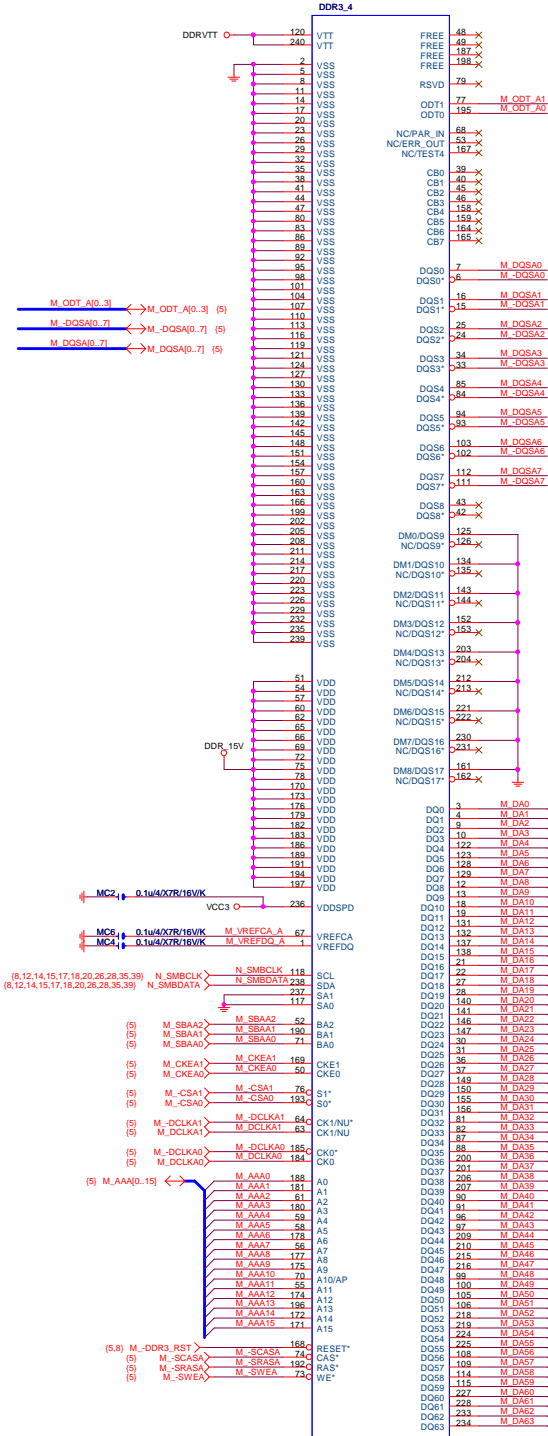 DDR3_4
DDRVTT
120 VTT
240 VTT
2 VSS
5 VSS
8 VSS
11 VSS
14 VSS
17 VSS
20 VSS
23 VSS
26 VSS
29 VSS
32 VSS
35 VSS
38 VSS
41 VSS
44 VSS
47 VSS
80 VSS
83 VSS
86 VSS
89 VSS
92 VSS
95 VSS
98 VSS
101 VSS
104 VSS
107 VSS
110 VSS
113 VSS
116 VSS
119 VSS
121 VSS
124 VSS
127 VSS
130 VSS
133 VSS
136 VSS
139 VSS
142 VSS
145 VSS
148 VSS
151 VSS
154 VSS
157 VSS
160 VSS
163 VSS
166 VSS
199 VSS
202 VSS
205 VSS
208 VSS
211 VSS
214 VSS
217 VSS
220 VSS
223 VSS
226 VSS
229 VSS
232 VSS
235 VSS
239 VSS
M_ODT_A[0..3] M_ODT_A[0..3] {5}
M_-DQSA[0..7] M_-DQSA[0..7] {5}
M_DQSA[0..7] M_DQSA[0..7] {5}
DDR_15V
51 VDD
54 VDD
57 VDD
60 VDD
62 VDD
65 VDD
66 VDD
69 VDD
72 VDD
75 VDD
78 VDD
170 VDD
173 VDD
176 VDD
179 VDD
182 VDD
183 VDD
186 VDD
189 VDD
191 VDD
194 VDD
197 VDD
MC2 0.1u/4/X7R/16V/K
VCC3 236 VDDSPD
MC6 0.1u/4/X7R/16V/K M_VREFCA_A 67 VREFCA
MC4 0.1u/4/X7R/16V/K M_VREFDQ_A 1 VREFDQ
{8,12,14,15,17,18,20,26,28,35,39} N_SMBCLK N_SMBCLK 118 SCL
{8,12,14,15,17,18,20,26,28,35,39} N_SMBDATA N_SMBDATA 238 SDA
237 SA1
117 SA0
{5} M_SBAA2 M_SBAA2 52 BA2
{5} M_SBAA1 M_SBAA1 190 BA1
{5} M_SBAA0 M_SBAA0 71 BA0
{5} M_CKEA1 M_CKEA1 169 CKE1
{5} M_CKEA0 M_CKEA0 50 CKE0
{5} M_-CSA1 M_-CSA1 76 S1*
{5} M_-CSA0 M_-CSA0 193 S0*
{5} M_-DCLKA1 M_-DCLKA1 64 CK1/NU*
{5} M_DCLKA1 M_DCLKA1 63 CK1/NU
{5} M_-DCLKA0 M_-DCLKA0 185 CK0*
{5} M_DCLKA0 M_DCLKA0 184 CK0
{5} M_AAA[0..15]
M_AAA0 188 A0
M_AAA1 181 A1
M_AAA2 61 A2
M_AAA3 180 A3
M_AAA4 59 A4
M_AAA5 58 A5
M_AAA6 178 A6
M_AAA7 56 A7
M_AAA8 177 A8
M_AAA9 175 A9
M_AAA10 70 A10/AP
M_AAA11 55 A11
M_AAA12 174 A12
M_AAA13 196 A13
M_AAA14 172 A14
M_AAA15 171 A15
{5,8} M_-DDR3_RST 168 RESET*
{5} M_-SCASA M_-SCASA 74 CAS*
{5} M_-SRASA M_-SRASA 192 RAS*
{5} M_-SWEA M_-SWEA 73 WE*
FREE 48
FREE 49
FREE 187
FREE 198
RSVD 79
ODT1 77 M_ODT_A1
ODT0 195 M_ODT_A0
NC/PAR_IN 68
NC/ERR_OUT 53
NC/TEST4 167
CB0 39
CB1 40
CB2 45
CB3 46
CB4 158
CB5 159
CB6 164
CB7 165
DQS0 7 M_DQSA0
DQS0* 6 M_-DQSA0
DQS1 16 M_DQSA1
DQS1* 15 M_-DQSA1
DQS2 25 M_DQSA2
DQS2* 24 M_-DQSA2
DQS3 34 M_DQSA3
DQS3* 33 M_-DQSA3
DQS4 85 M_DQSA4
DQS4* 84 M_-DQSA4
DQS5 94 M_DQSA5
DQS5* 93 M_-DQSA5
DQS6 103 M_DQSA6
DQS6* 102 M_-DQSA6
DQS7 112 M_DQSA7
DQS7* 111 M_-DQSA7
DQS8 43
DQS8* 42
DM0/DQS9 125
NC/DQS9* 126
DM1/DQS10 134
NC/DQS10* 135
DM2/DQS11 143
NC/DQS11* 144
DM3/DQS12 152
NC/DQS12* 153
DM4/DQS13 203
NC/DQS13* 204
DM5/DQS14 212
NC/DQS14* 213
DM6/DQS15 221
NC/DQS15* 222
DM7/DQS16 230
NC/DQS16* 231
DM8/DQS17 161
NC/DQS17* 162
DQ0 3 M_DA0
DQ1 4 M_DA1
DQ2 9 M_DA2
DQ3 10 M_DA3
DQ4 122 M_DA4
DQ5 123 M_DA5
DQ6 128 M_DA6
DQ7 129 M_DA7
DQ8 12 M_DA8
DQ9 13 M_DA9
DQ10 18 M_DA10
DQ11 19 M_DA11
DQ12 131 M_DA12
DQ13 132 M_DA13
DQ14 137 M_DA14
DQ15 138 M_DA15
DQ16 21 M_DA16
DQ17 22 M_DA17
DQ18 27 M_DA18
DQ19 28 M_DA19
DQ20 140 M_DA20
DQ21 141 M_DA21
DQ22 146 M_DA22
DQ23 147 M_DA23
DQ24 30 M_DA24
DQ25 31 M_DA25
DQ26 36 M_DA26
DQ27 37 M_DA27
DQ28 149 M_DA28
DQ29 150 M_DA29
DQ30 155 M_DA30
DQ31 156 M_DA31
DQ32 81 M_DA32
DQ33 82 M_DA33
DQ34 87 M_DA34
DQ35 88 M_DA35
DQ36 200 M_DA36
DQ37 201 M_DA37
DQ38 206 M_DA38
DQ39 207 M_DA39
DQ40 90 M_DA40
DQ41 91 M_DA41
DQ42 96 M_DA42
DQ43 97 M_DA43
DQ44 209 M_DA44
DQ45 210 M_DA45
DQ46 215 M_DA46
DQ47 216 M_DA47
DQ48 99 M_DA48
DQ49 100 M_DA49
DQ50 105 M_DA50
DQ51 106 M_DA51
DQ52 218 M_DA52
DQ53 219 M_DA53
DQ54 224 M_DA54
DQ55 225 M_DA55
DQ56 108 M_DA56
DQ57 109 M_DA57
DQ58 114 M_DA58
DQ59 115 M_DA59
DQ60 227 M_DA60
DQ61 228 M_DA61
DQ62 233 M_DA62
DQ63 234 M_DA63